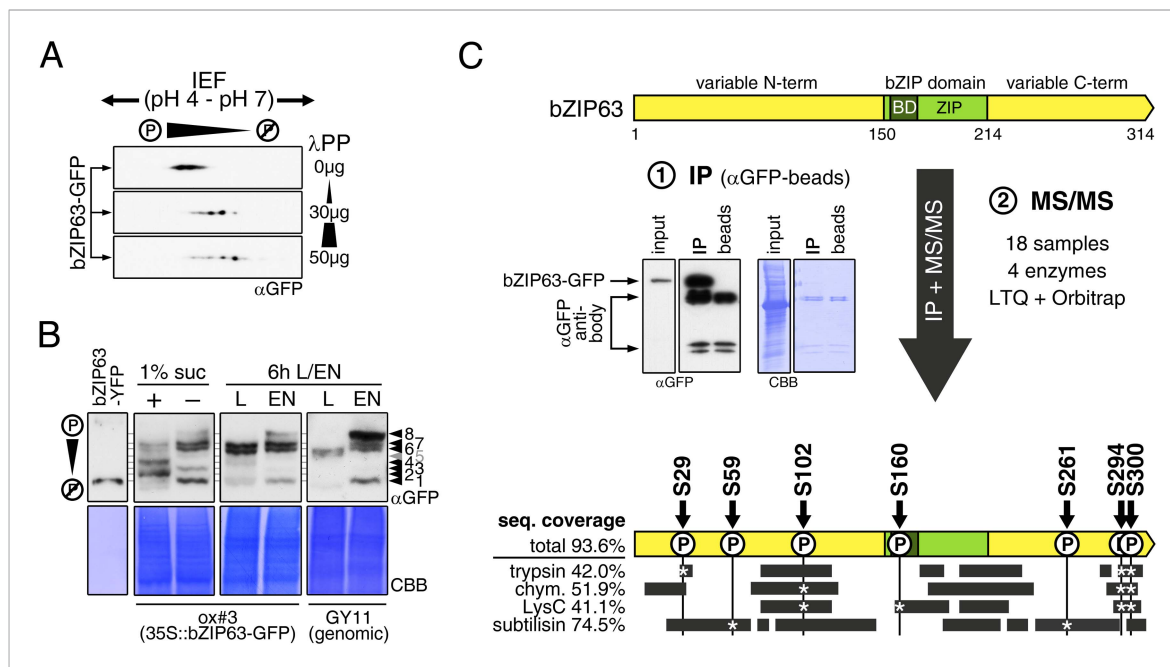 A
IEF
(pH 4 - pH 7)
P
P
λPP
0µg
30µg
50µg
bZIP63-GFP
αGFP
B
bZIP63
-YFP
1% suc
6h L/EN
+
−
L
EN
L
EN
P
P
8
7
6
5
4
3
2
1
αGFP
CBB
ox#3
(35S::bZIP63-GFP)
GY11
(genomic)
C
variable N-term
bZIP domain
variable C-term
bZIP63
BD
ZIP
1
150
214
314
1 IP (αGFP-beads)
input
IP
beads
input
IP
beads
bZIP63-GFP
αGFP
anti-
body
αGFP
CBB
IP + MS/MS
2 MS/MS
18 samples
4 enzymes
LTQ + Orbitrap
S29
S59
S102
S160
S261
S294
S300
seq. coverage
total 93.6%
P
P
P
P
P
P
trypsin 42.0%
chym. 51.9%
LysC 41.1%
subtilisin 74.5%